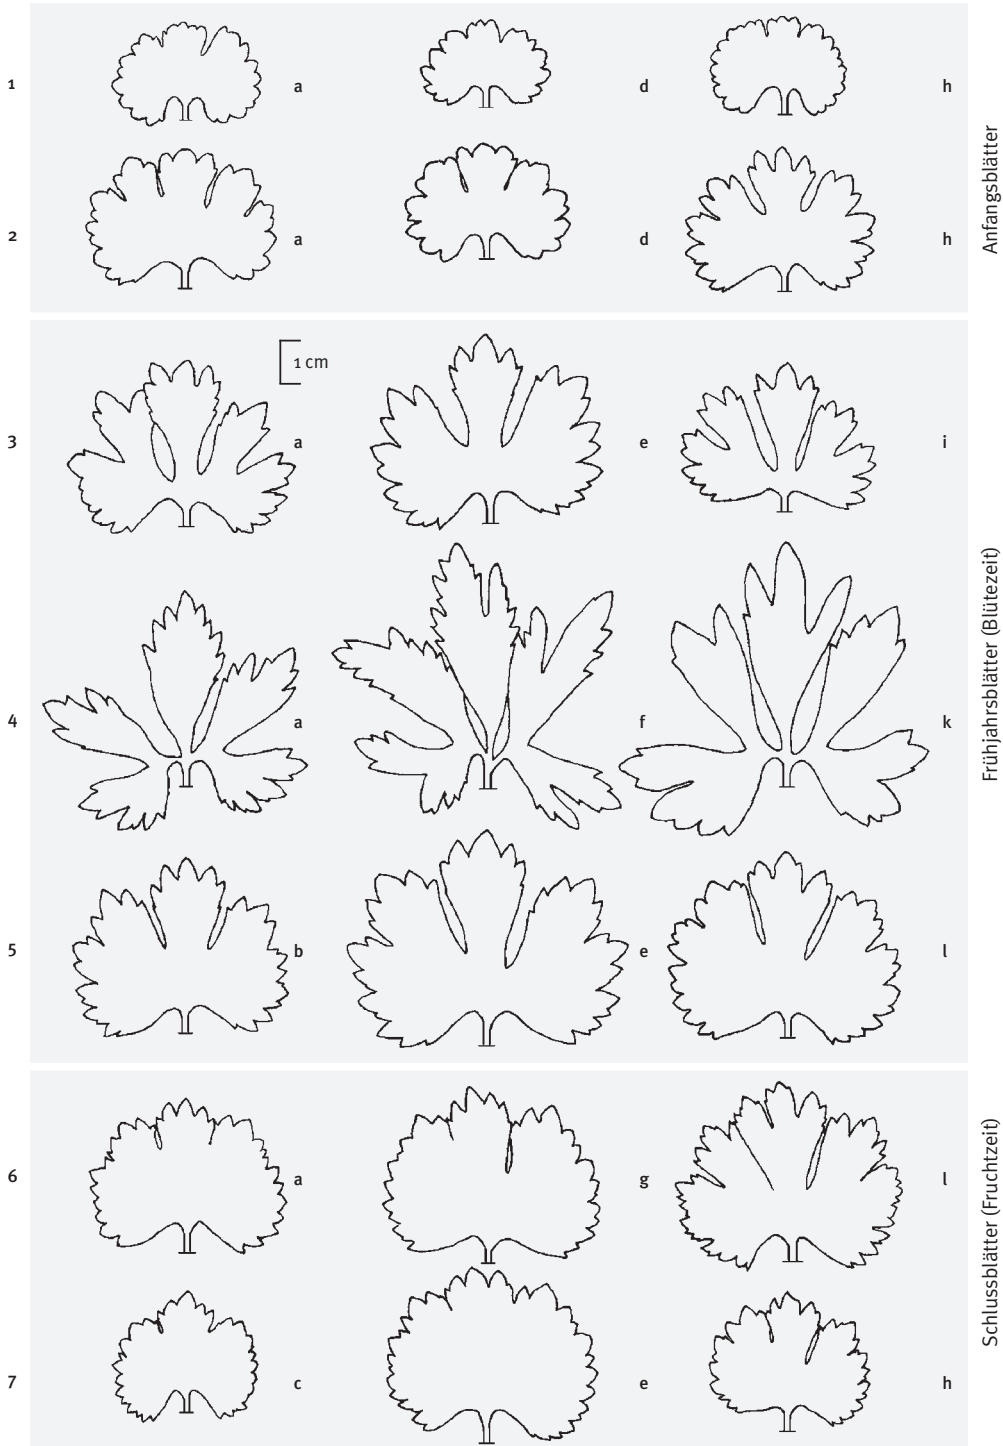 1 a d h
2 a d h
Anfangsblätter
1 cm
3 a e i
4 a f k
5 b e l
Frühjahrsblätter (Blütezeit)
6 a g l
7 c e h
Schlussblätter (Fruchtzeit)